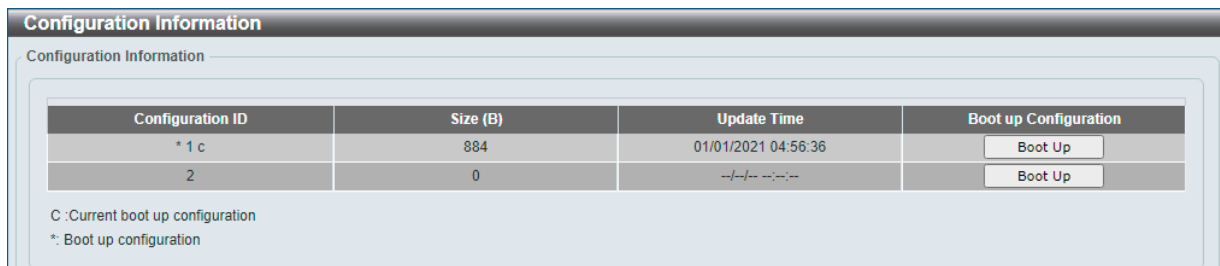 Configuration Information
Configuration Information
Configuration ID Size (B) Update Time Boot up Configuration
* 1 c 884 01/01/2021 04:56:36 Boot Up
2 0 --/--/-- --:--:-- Boot Up
C :Current boot up configuration
*: Boot up configuration